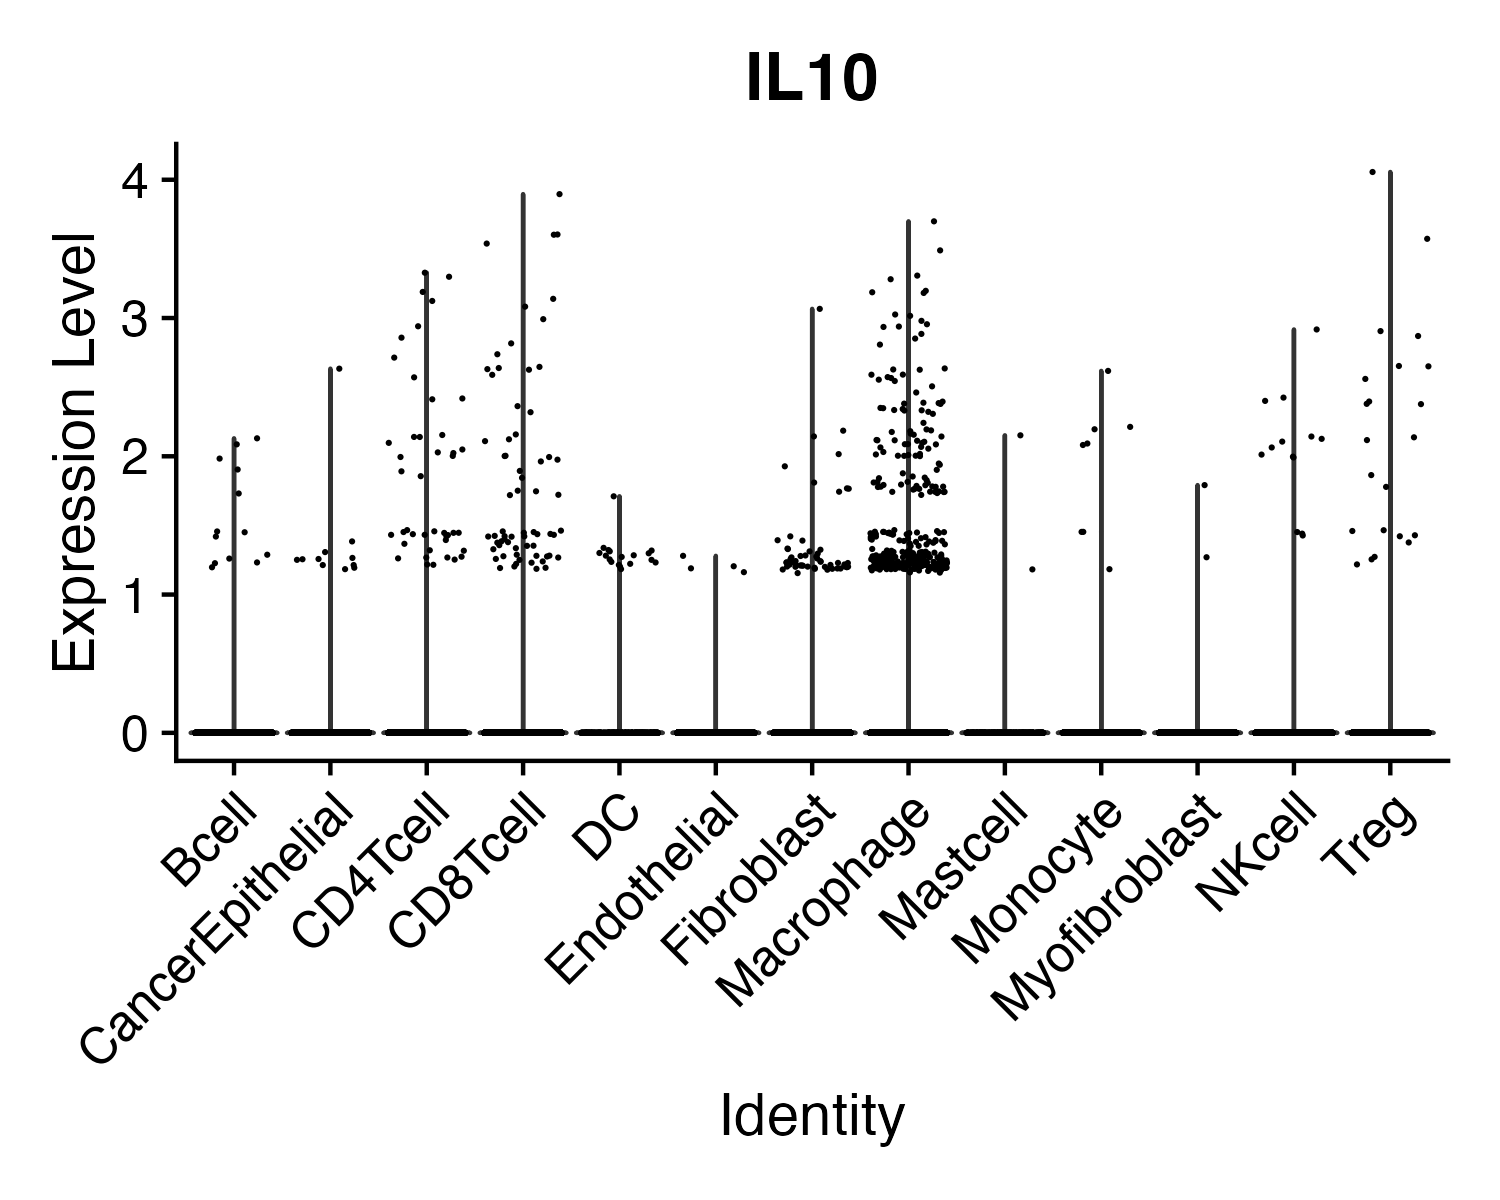 IL10
Expression Level
4
3
2
1
0
Bcell
CancerEpithelial
CD4Tcell
CD8Tcell
DC
Endothelial
Fibroblast
Macrophage
Mastcell
Monocyte
Myofibroblast
NKcell
Treg
Identity